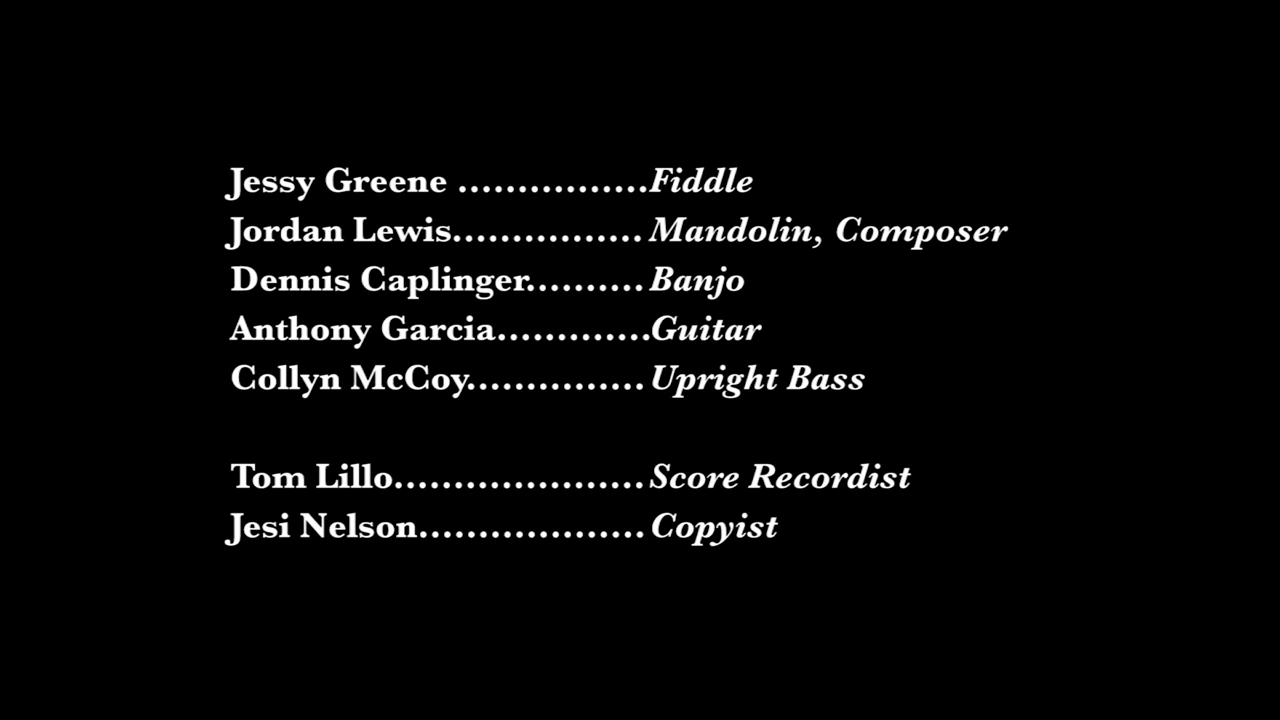 Jessy Greene ................Fiddle
Jordan Lewis................ Mandolin, Composer
Dennis Caplinger.......... Banjo
Anthony Garcia.............Guitar
Collyn McCoy............... Upright Bass
Tom Lillo..................... Score Recordist
Jesi Nelson................... Copyist